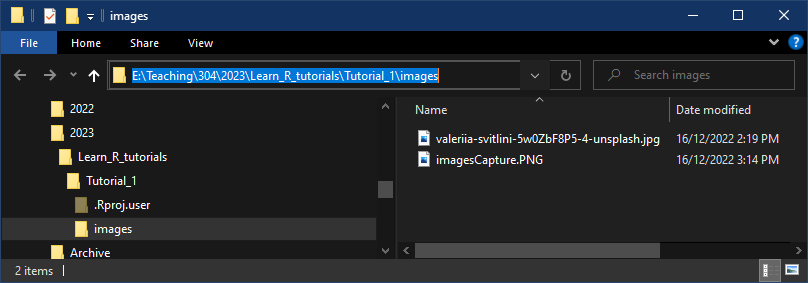 images
File Home Share View
E:\Teaching\304\2023\Learn_R_tutorials\Tutorial_1\images
Search images
2022
2023
Learn_R_tutorials
Tutorial_1
.Rproj.user
images
Archive
Name Date modified
valeriia-svitlini-5w0ZbF8P5-4-unsplash.jpg 16/12/2022 2:19 PM
imagesCapture.PNG 16/12/2022 3:14 PM
2 items